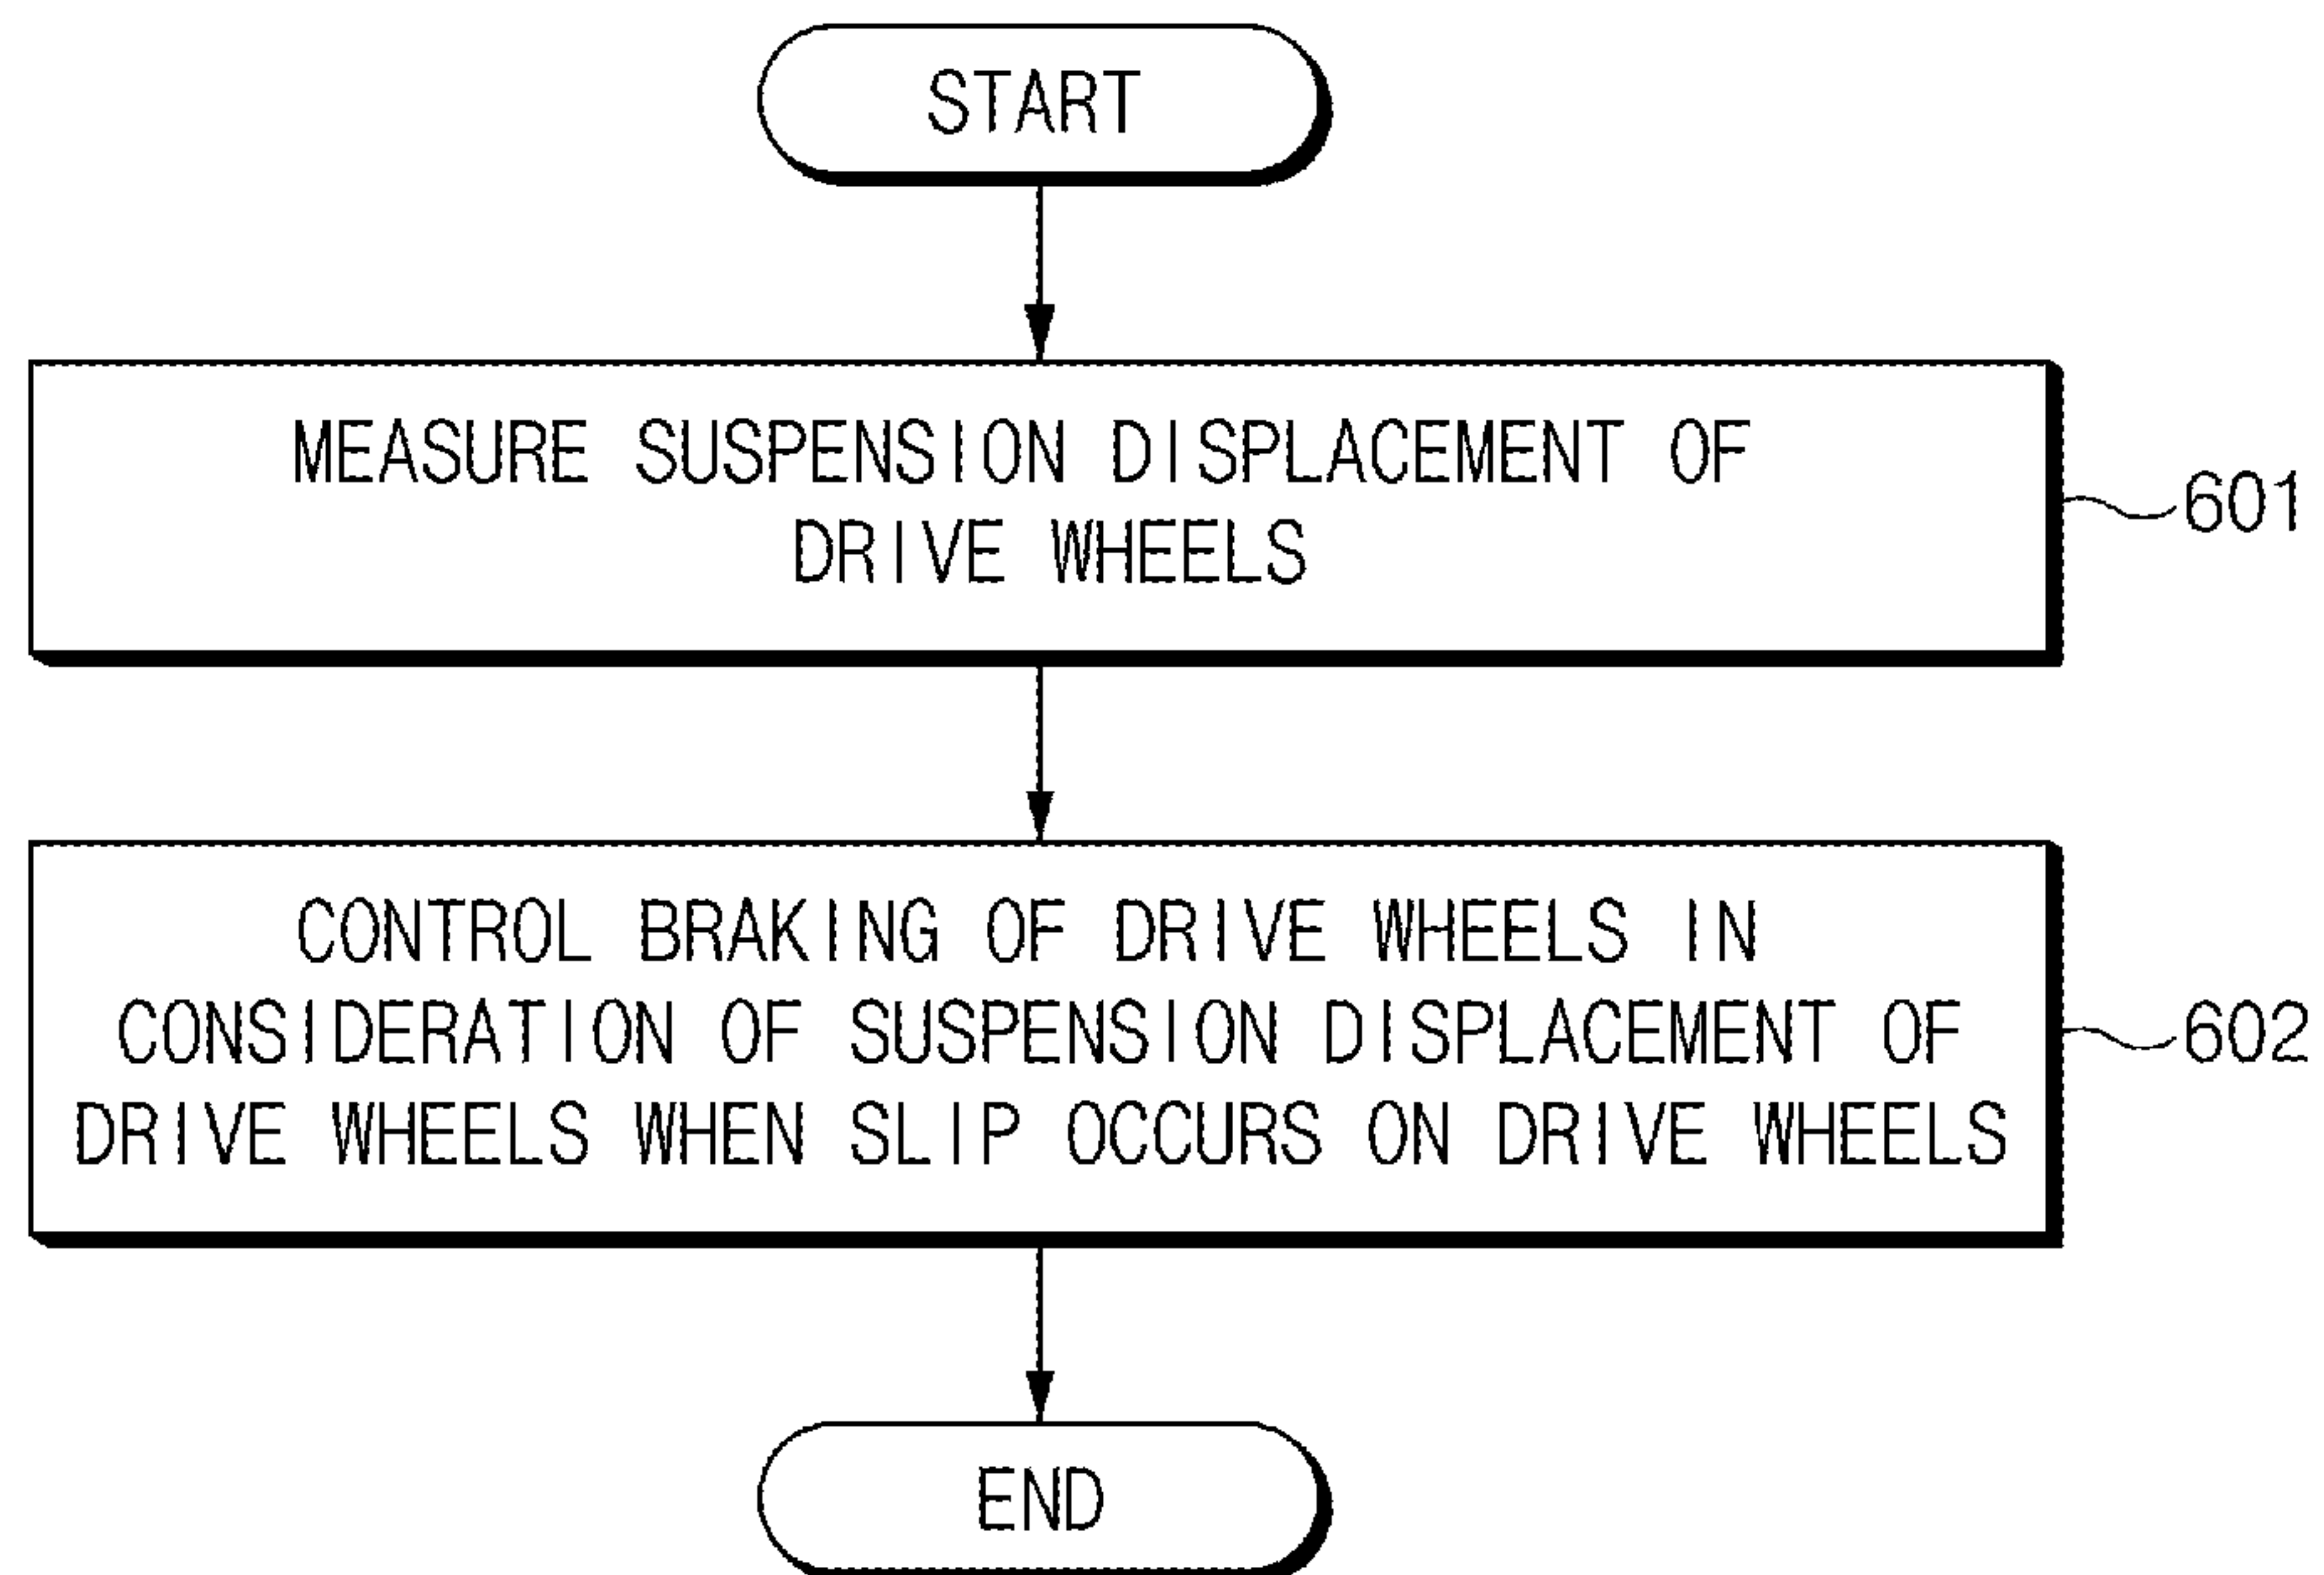 START
MEASURE SUSPENSION DISPLACEMENT OF
DRIVE WHEELS
601
CONTROL BRAKING OF DRIVE WHEELS IN
CONSIDERATION OF SUSPENSION DISPLACEMENT OF
DRIVE WHEELS WHEN SLIP OCCURS ON DRIVE WHEELS
602
END